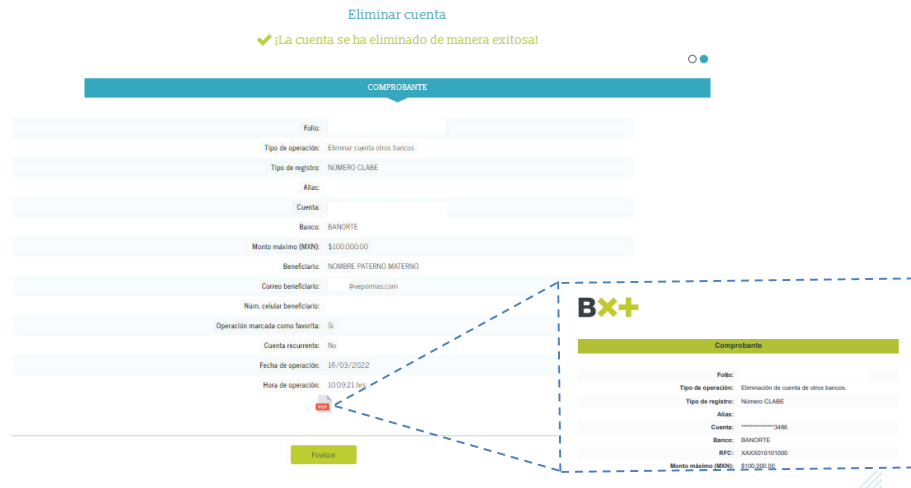 Eliminar cuenta
¡La cuenta se ha eliminado de manera exitosa!
COMPROBANTE
Folio:
Tipo de operación: Eliminar cuenta otros bancos
Tipo de registro: NÚMERO CLABE
Alias:
Cuenta:
Banco: BANORTE
Monto máximo (MXN): $100,000.00
Beneficiario: NOMBRE PATERNO MATERNO
Correo beneficiario: @vepormas.com
Núm. celular beneficiario:
Operación marcada como favorita: Si
Cuenta recurrente: No
Fecha de operación: 16/03/2022
Hora de operación: 10:09:21 hrs
PDF
Finalizar
B×+
Comprobante
Folio:
Tipo de operación: Eliminación de cuenta de otros bancos.
Tipo de registro: Número CLABE
Alias:
Cuenta: **************3486
Banco: BANORTE
RFC: XAXX010101000
Monto máximo (MXN): $100,000.00